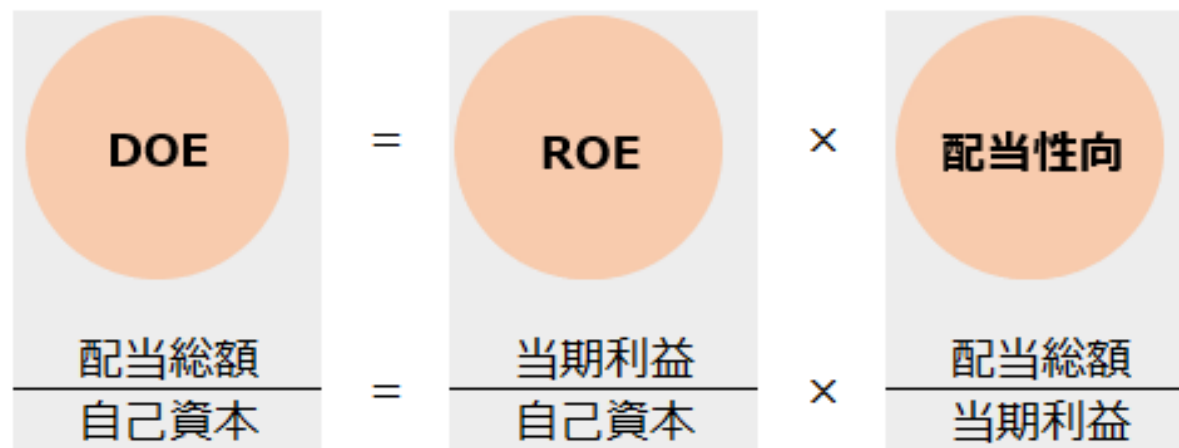 DOE = ROE × 配当性向
配当総額 当期利益 配当総額
= ×
自己資本 自己資本 当期利益